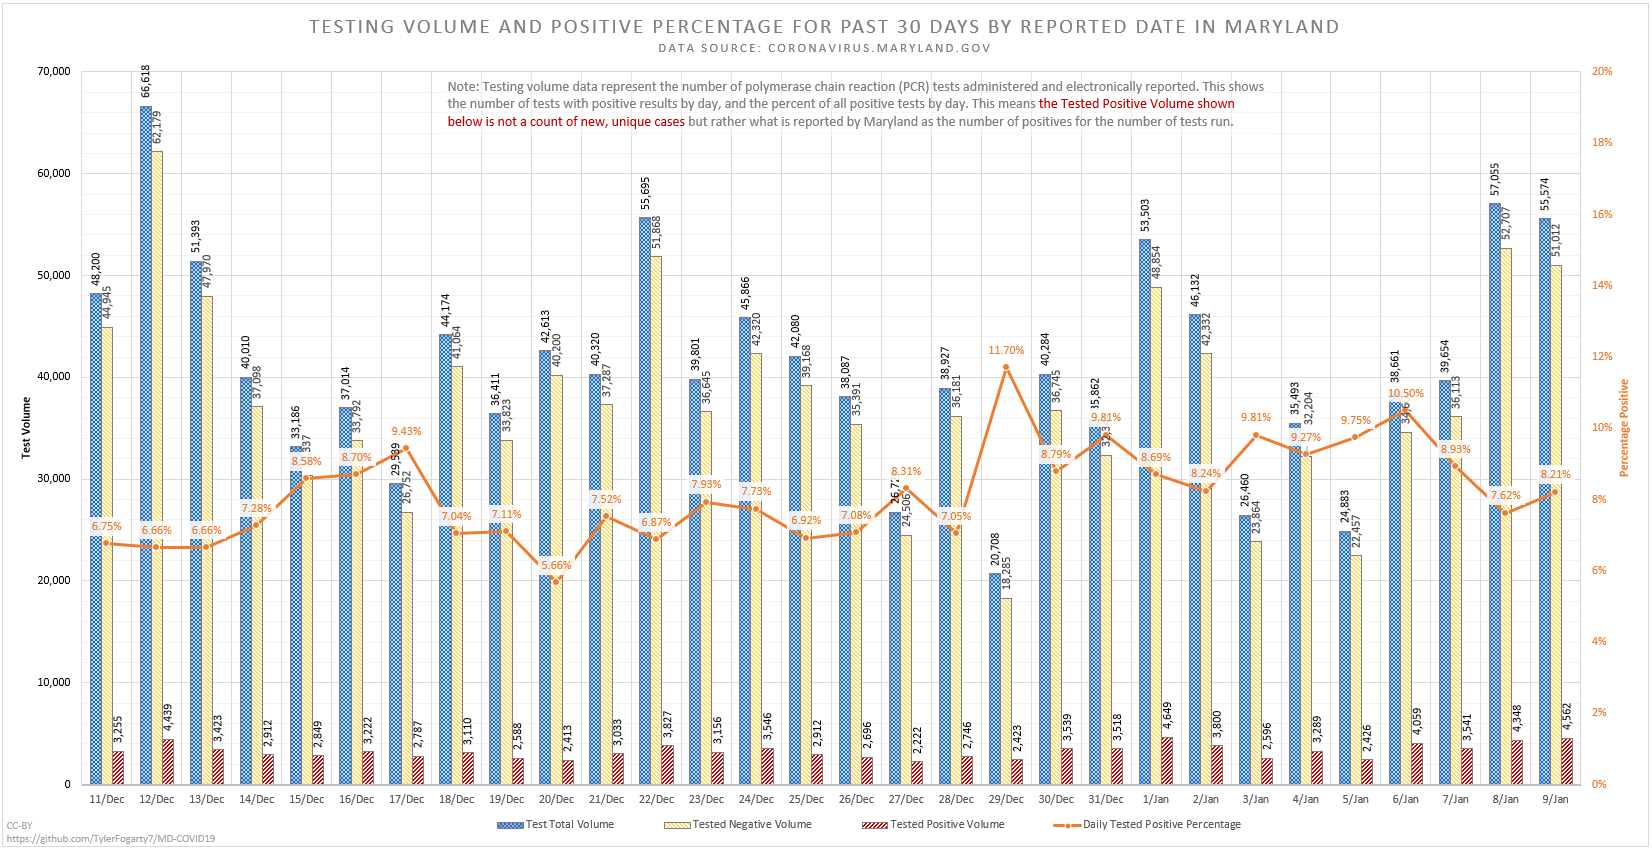 TESTING VOLUME AND POSITIVE PERCENTAGE FOR PAST 30 DAYS BY REPORTED DATE IN MARYLAND
DATA SOURCE: CORONAVIRUS.MARYLAND.GOV
Note: Testing volume data represent the number of polymerase chain reaction (PCR) tests administered and electronically reported. This shows
the number of tests with positive results by day, and the percent of all positive tests by day. This means the Tested Positive Volume shown
below is not a count of new, unique cases but rather what is reported by Maryland as the number of positives for the number of tests run.
Test Volume
70,000
60,000
50,000
40,000
30,000
20,000
10,000
0
Percentage Positive
20%
18%
16%
14%
12%
10%
8%
6%
4%
2%
0%
48,200 44,945 6.75% 3,255
66,618 62,179 6.66% 4,439
51,393 47,970 6.66% 3,423
40,010 37,098 7.28% 2,912
33,186 8.58% 2,849
37,014 33,792 8.70% 3,222
29,539 26,752 9.43% 2,787
44,174 41,064 7.04% 3,110
36,411 33,823 7.11% 2,588
42,613 40,200 5.66% 2,413
40,320 37,287 7.52% 3,033
55,695 51,868 6.87% 3,827
39,801 36,645 7.93% 3,156
45,866 42,320 7.73% 3,546
42,080 39,168 6.92% 2,912
38,087 35,391 7.08% 2,696
24,506 8.31% 2,222
38,927 36,181 7.05% 2,746
20,708 18,285 11.70% 2,423
40,284 36,745 8.79% 3,539
35,862 9.81% 3,518
53,503 48,854 8.69% 4,649
46,132 42,332 8.24% 3,800
26,460 23,864 9.81% 2,596
35,493 32,204 9.27% 3,289
24,883 22,457 9.75% 2,426
38,661 10.50% 4,059
39,654 36,113 8.93% 3,541
57,055 52,707 7.62% 4,348
55,574 51,012 8.21% 4,562
11/Dec 12/Dec 13/Dec 14/Dec 15/Dec 16/Dec 17/Dec 18/Dec 19/Dec 20/Dec 21/Dec 22/Dec 23/Dec 24/Dec 25/Dec 26/Dec 27/Dec 28/Dec 29/Dec 30/Dec 31/Dec 1/Jan 2/Jan 3/Jan 4/Jan 5/Jan 6/Jan 7/Jan 8/Jan 9/Jan
Test Total Volume Tested Negative Volume Tested Positive Volume Daily Tested Positive Percentage
CC-BY
https://github.com/TylerFogarty7/MD-COVID19